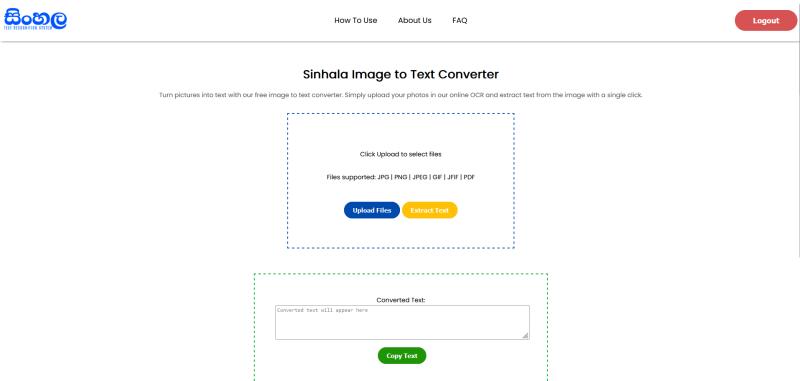 සිංහල
TEXT RECOGNITION SYSTEM
How To Use
About Us
FAQ
Logout
Sinhala Image to Text Converter
Turn pictures into text with our free image to text converter. Simply upload your photos in our online OCR and extract text from the image with a single click.
Click Upload to select files
Files supported: JPG | PNG | JPEG | GIF | JFIF | PDF
Upload Files
Extract Text
Converted Text:
Converted text will appear here
Copy Text